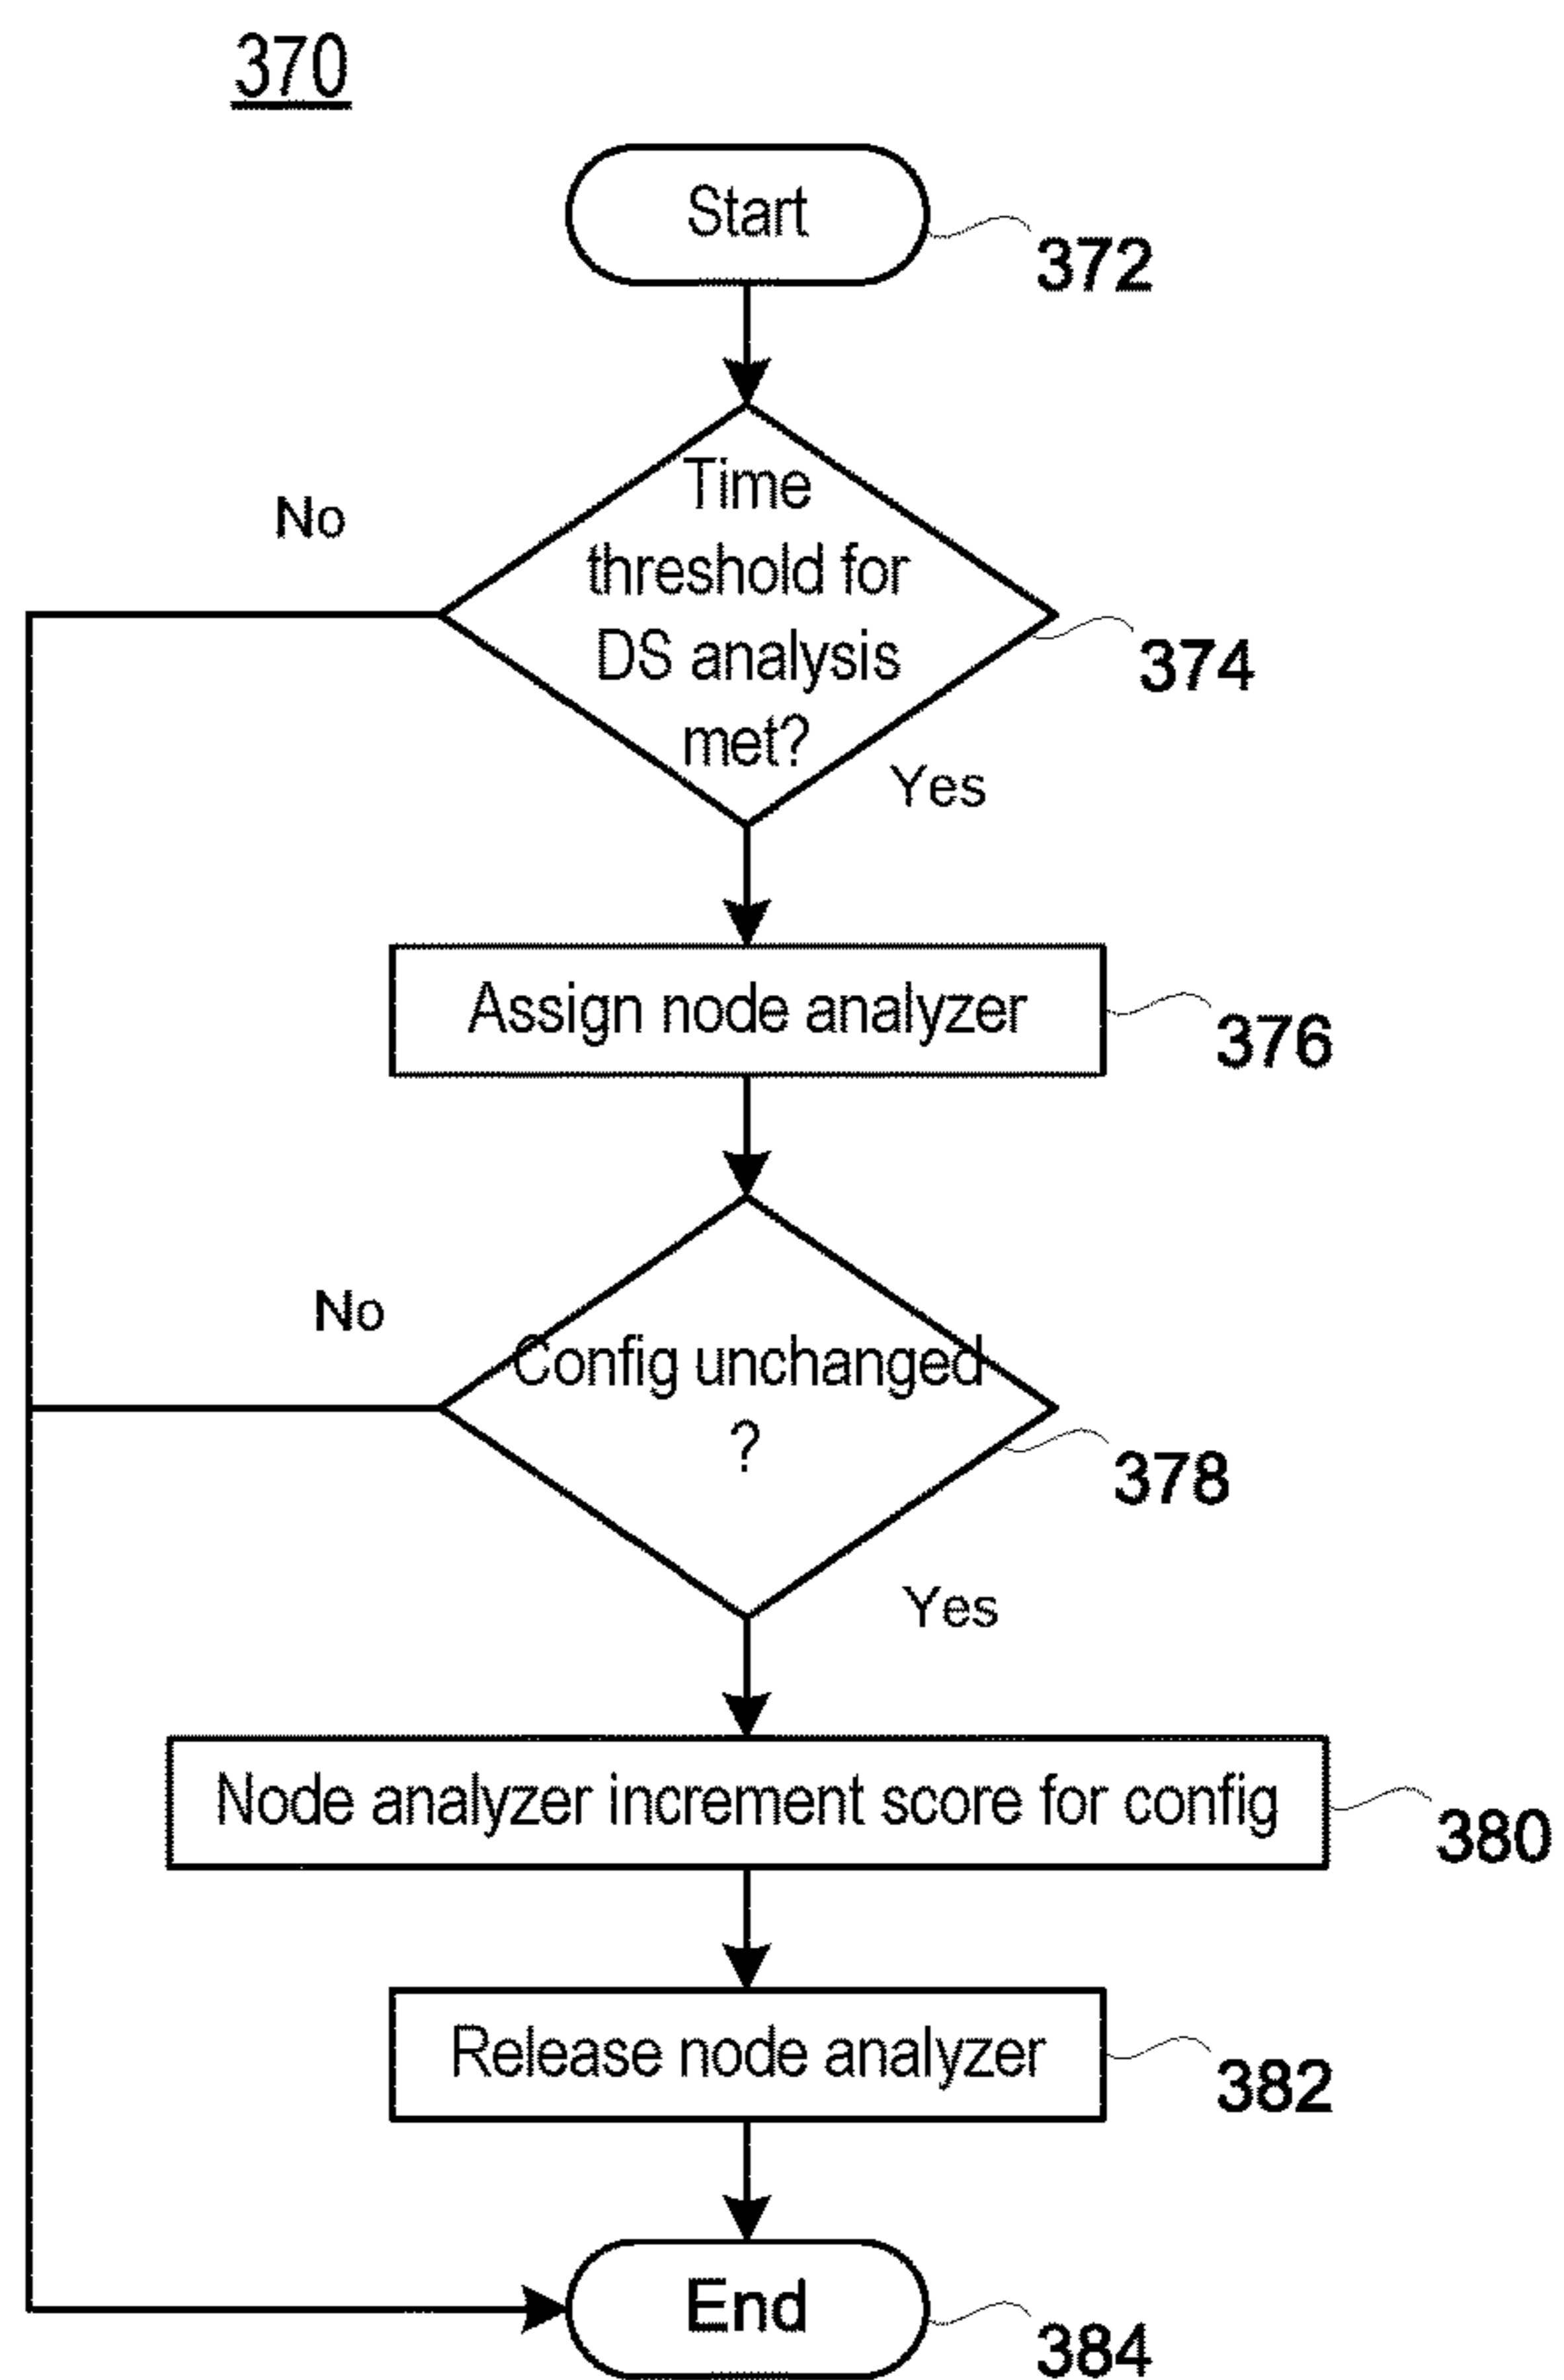 370
Start
372
No
Time
threshold for
DS analysis
met?
374
Yes
Assign node analyzer
376
No
Config unchanged
?
378
Yes
Node analyzer increment score for config
380
Release node analyzer
382
End
384